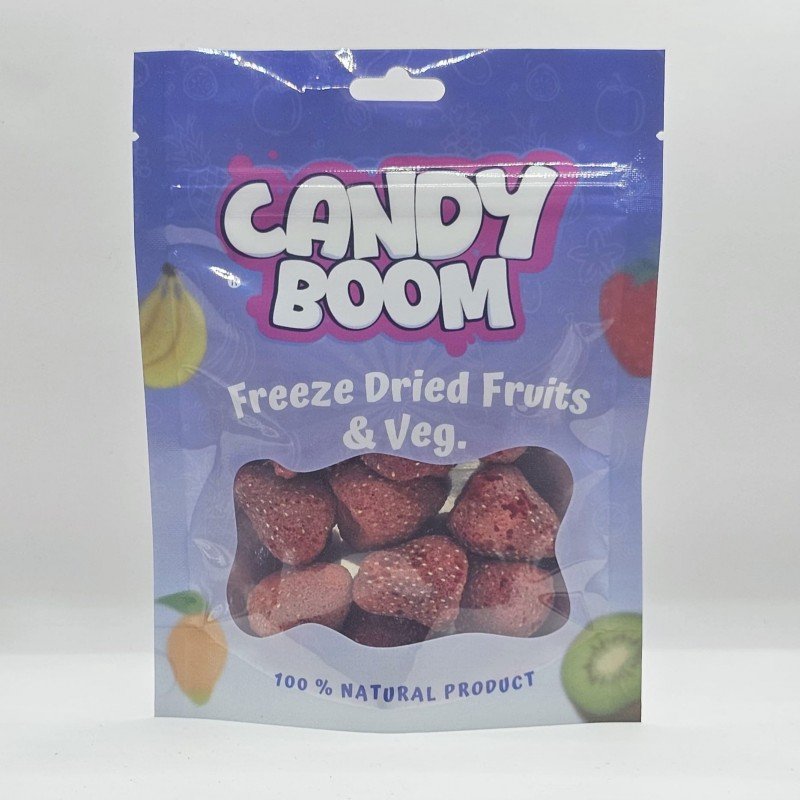 CANDY
BOOM
Freeze Dried Fruits
& Veg.
100 % NATURAL PRODUCT